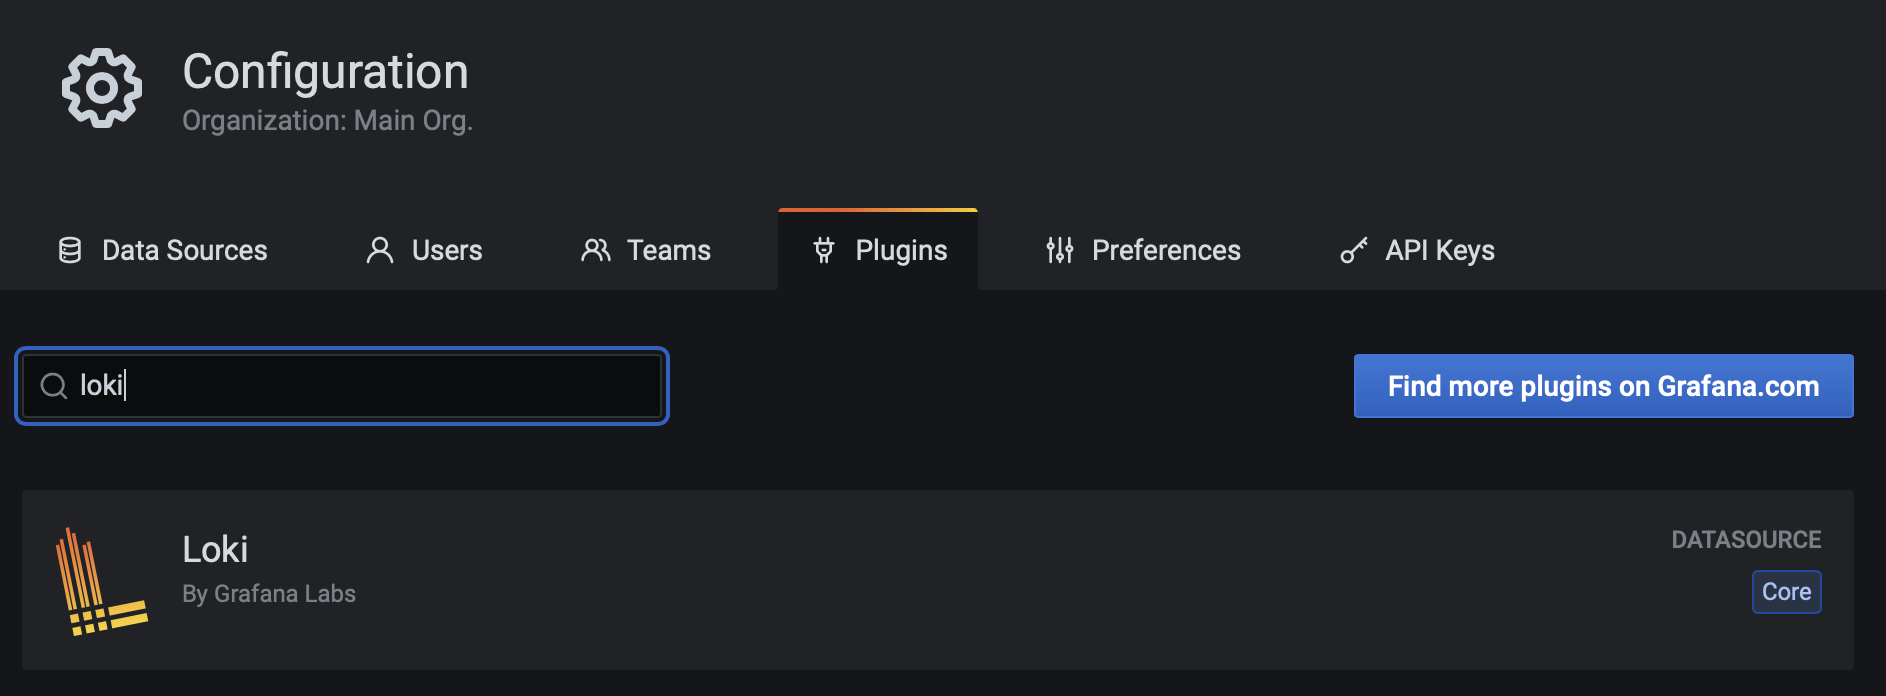 Configuration
Organization: Main Org.
Data Sources
Users
Teams
Plugins
Preferences
API Keys
loki
Find more plugins on Grafana.com
Loki
By Grafana Labs
DATASOURCE
Core